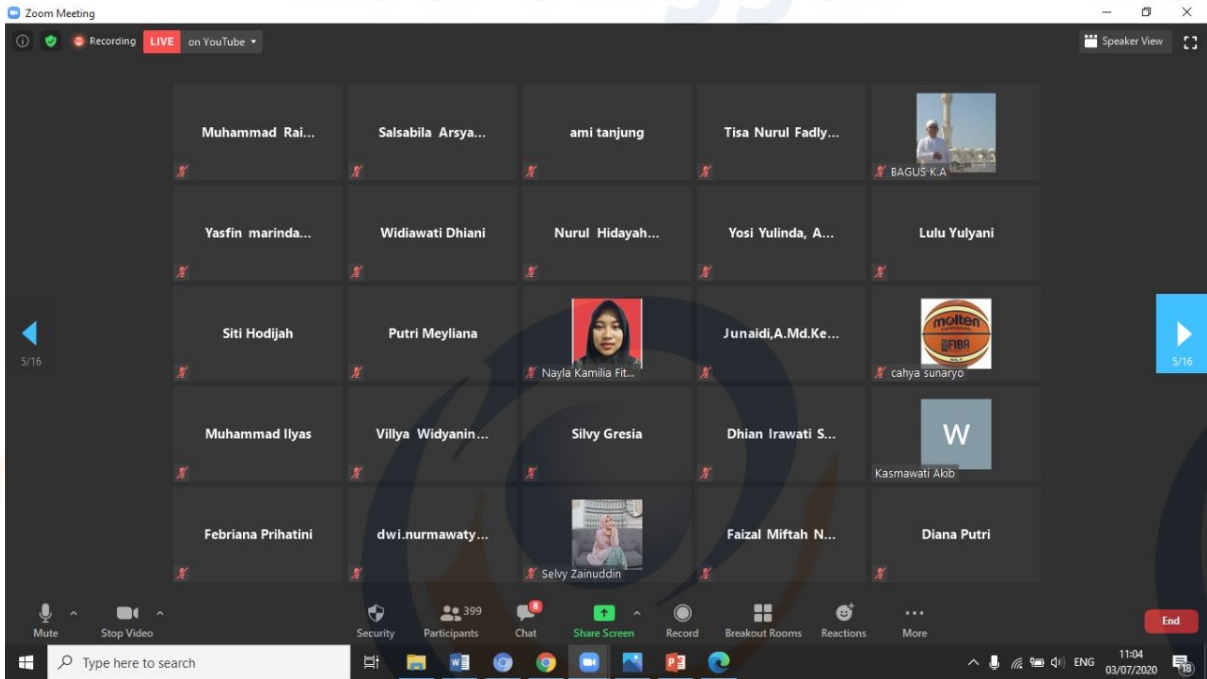 Zoom Meeting
Recording LIVE on YouTube
Speaker View
Muhammad Rai...
Salsabila Arsya...
ami tanjung
Tisa Nurul Fadly...
BAGUS K.A
Yasfin marinda...
Widiawati Dhiani
Nurul Hidayah...
Yosi Yulinda, A...
Lulu Yulyani
Siti Hodijah
Putri Meyliana
Nayla Kamilia Fit...
Junaidi,A.Md.Ke...
molten
FIBA
cahya sunaryo
5/16
5/16
Muhammad Ilyas
Villya Widyanin...
Silvy Gresia
Dhian Irawati S...
W
Kasmawati Akib
Febriana Prihatini
dwi.nurmawaty...
Selvy Zainuddin
Faizal Miftah N...
Diana Putri
Mute
Stop Video
Security
399
Participants
8
Chat
Share Screen
Record
Breakout Rooms
Reactions
More
End
Type here to search
ENG
11:04
03/07/2020
18